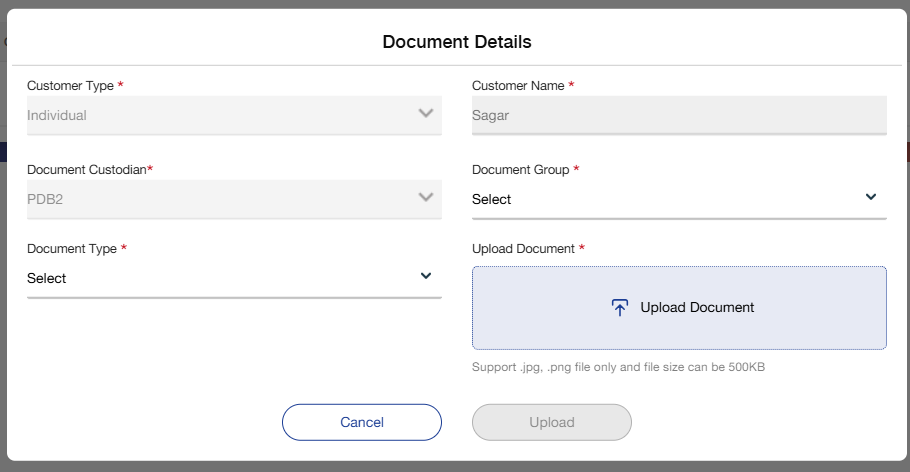 Document Details
Customer Type *
Customer Name *
Individual
Sagar
Document Custodian*
Document Group *
PDB2
Select
Document Type *
Upload Document *
Select
Upload Document
Support .jpg, .png file only and file size can be 500KB
Cancel
Upload